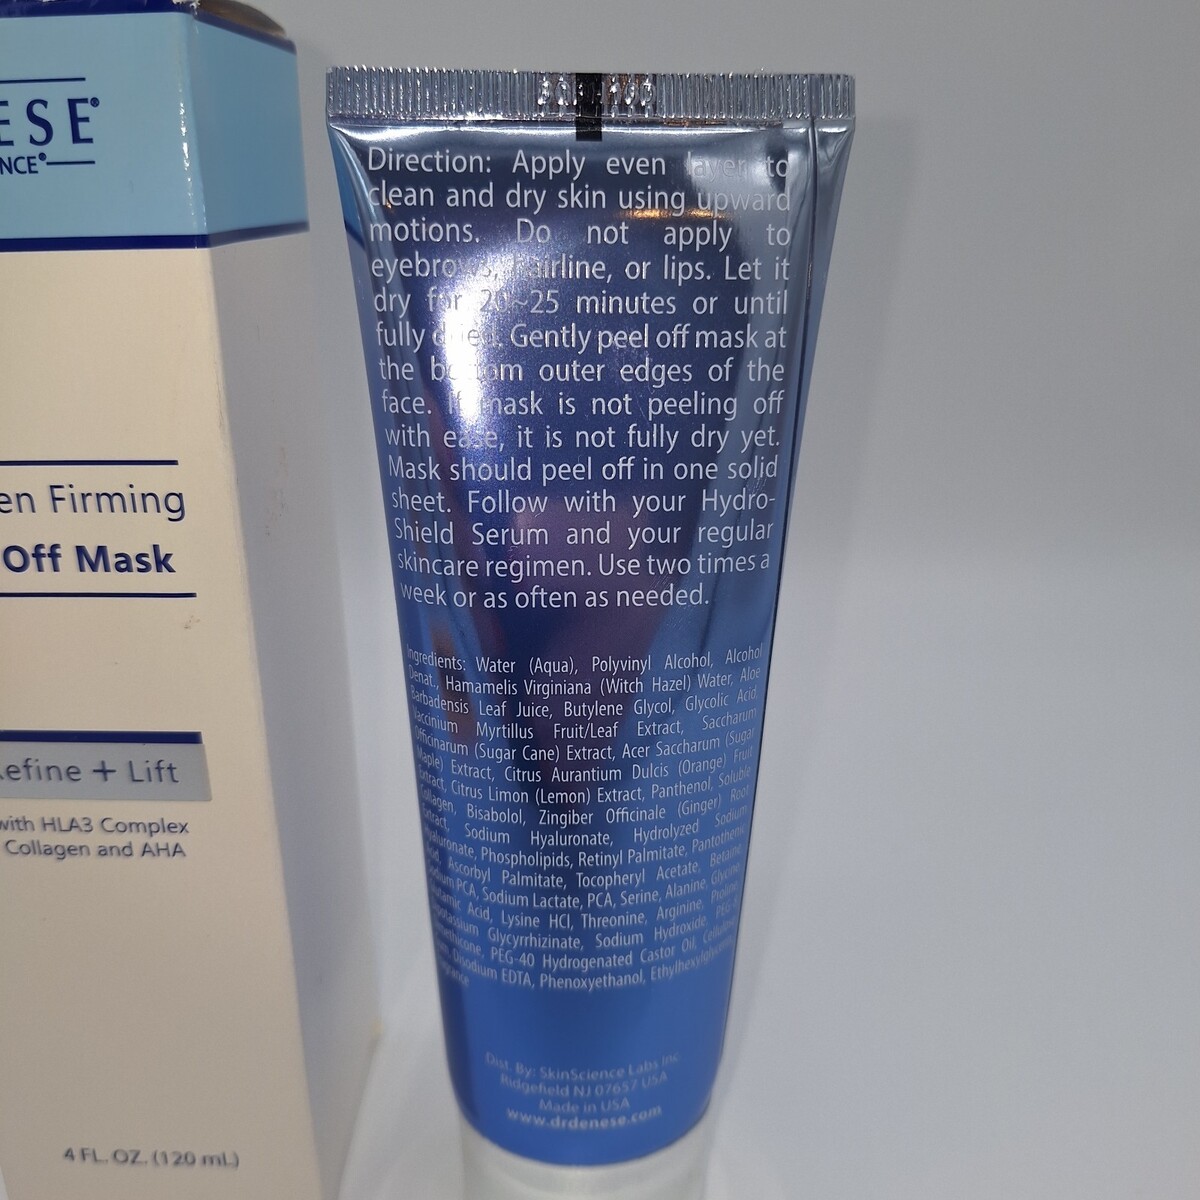 ESE®
NCE®
en Firming
Off Mask
efine + Lift
with HLA3 Complex
Collagen and AHA
4 FL. OZ. (120 mL)
Direction: Apply even layer to
clean and dry skin using upward
motions. Do not apply to
eyebrows, hairline, or lips. Let it
dry for 20~25 minutes or until
fully dried. Gently peel off mask at
the bottom outer edges of the
face. If mask is not peeling off
with ease, it is not fully dry yet.
Mask should peel off in one solid
sheet. Follow with your Hydro-
Shield Serum and your regular
skincare regimen. Use two times a
week or as often as needed.
Ingredients: Water (Aqua), Polyvinyl Alcohol, Alcohol
Denat., Hamamelis Virginiana (Witch Hazel) Water, Aloe
Barbadensis Leaf Juice, Butylene Glycol, Glycolic Acid,
Vaccinium Myrtillus Fruit/Leaf Extract, Saccharum
Officinarum (Sugar Cane) Extract, Acer Saccharum (Sugar
Maple) Extract, Citrus Aurantium Dulcis (Orange) Fruit
Extract, Citrus Limon (Lemon) Extract, Panthenol, Soluble
Collagen, Bisabolol, Zingiber Officinale (Ginger) Root
Extract, Sodium Hyaluronate, Hydrolyzed Sodium
Hyaluronate, Phospholipids, Retinyl Palmitate, Pantothenic
Acid, Ascorbyl Palmitate, Tocopheryl Acetate, Betaine,
Sodium PCA, Sodium Lactate, PCA, Serine, Alanine, Glycine,
Glutamic Acid, Lysine HCl, Threonine, Arginine, Proline,
Dipotassium Glycyrrhizinate, Sodium Hydroxide,
Dimethicone, PEG-40 Hydrogenated Castor Oil,
Disodium EDTA, Phenoxyethanol, Ethylhexylglycerin,
Fragrance
Dist. By: SkinScience Labs Inc.
Ridgefield NJ 07657 USA
Made in USA
www.drdenese.com